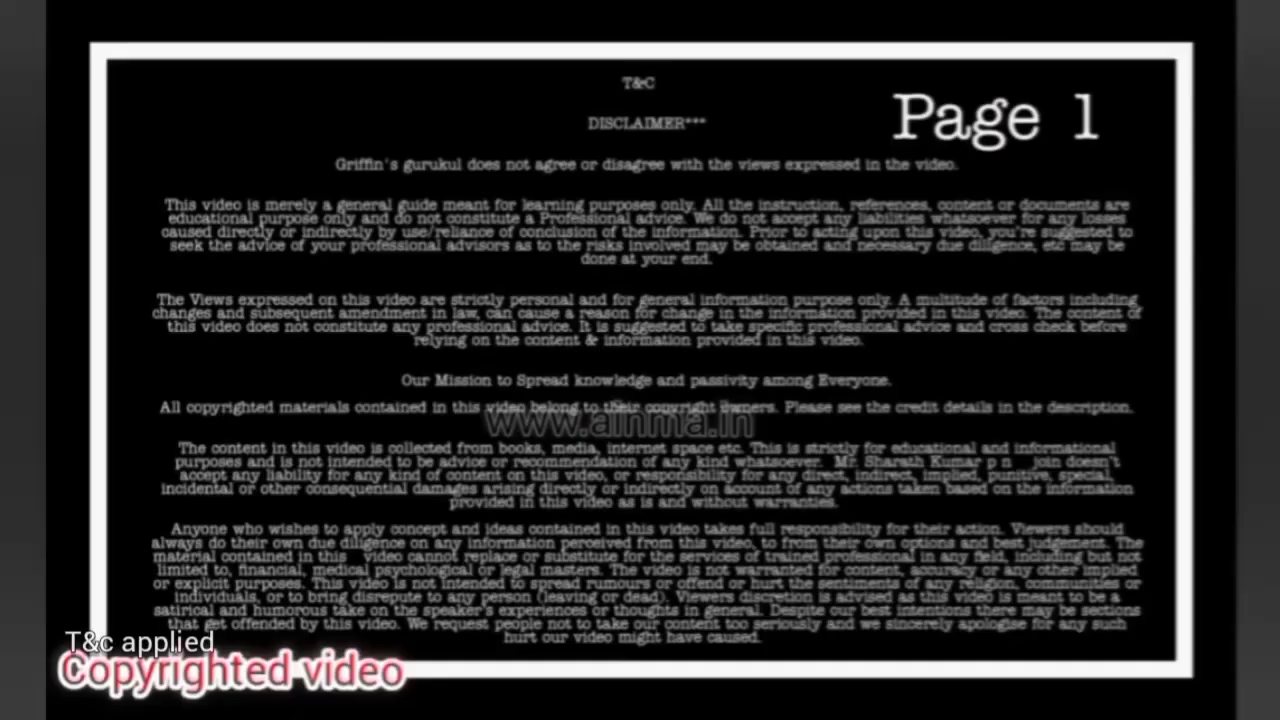 T&C
Page 1
DISCLAIMER***
Griffin's gurukul does not agree or disagree with the views expressed in the video.
This video is merely a general guide meant for learning purposes only. All the instruction, references, content or documents are
educational purpose only and do not constitute a Professional advice. We do not accept any liabilities whatsoever for any losses
caused directly or indirectly by use/reliance of conclusion of the information. Prior to acting upon this video, you're suggested to
seek the advice of your professional advisors as to the risks involved may be obtained and necessary due diligence, etc may be
done at your end.
The Views expressed on this video are strictly personal and for general information purpose only. A multitude of factors including
changes and subsequent amendment in law, can cause a reason for change in the information provided in this video. The content of
this video does not constitute any professional advice. It is suggested to take specific professional advice and cross check before
relying on the content & information provided in this video.
Our Mission to Spread knowledge and passivity among Everyone.
All copyrighted materials contained in this video belong to their copyright owners. Please see the credit details in the description.
www.ainma.in
The content in this video is collected from books, media, internet space etc. This is strictly for educational and informational
purposes and is not intended to be advice or recommendation of any kind whatsoever. Mr. Sharath Kumar p n join doesn't
accept any liability for any kind of content on this video, or responsibility for any direct, indirect, implied, punitive, special,
incidental or other consequential damages arising directly or indirectly on account of any actions taken based on the information
provided in this video as is and without warranties.
Anyone who wishes to apply concept and ideas contained in this video takes full responsibility for their action. Viewers should
always do their own due diligence on any information perceived from this video, to from their own options and best judgement. The
material contained in this video cannot replace or substitute for the services of trained professional in any field, including but not
limited to, financial, medical psychological or legal masters. The video is not warranted for content, accuracy or any other implied
or explicit purposes. This video is not intended to spread rumours or offend or hurt the sentiments of any religion, communities or
individuals, or to bring disrepute to any person (leaving or dead). Viewers discretion is advised as this video is meant to be a
satirical and humorous take on the speaker's experiences or thoughts in general. Despite our best intentions there may be sections
that get offended by this video. We request people not to take our content too seriously and we sincerely apologise for any such
hurt our video might have caused.
T&c applied
Copyrighted video